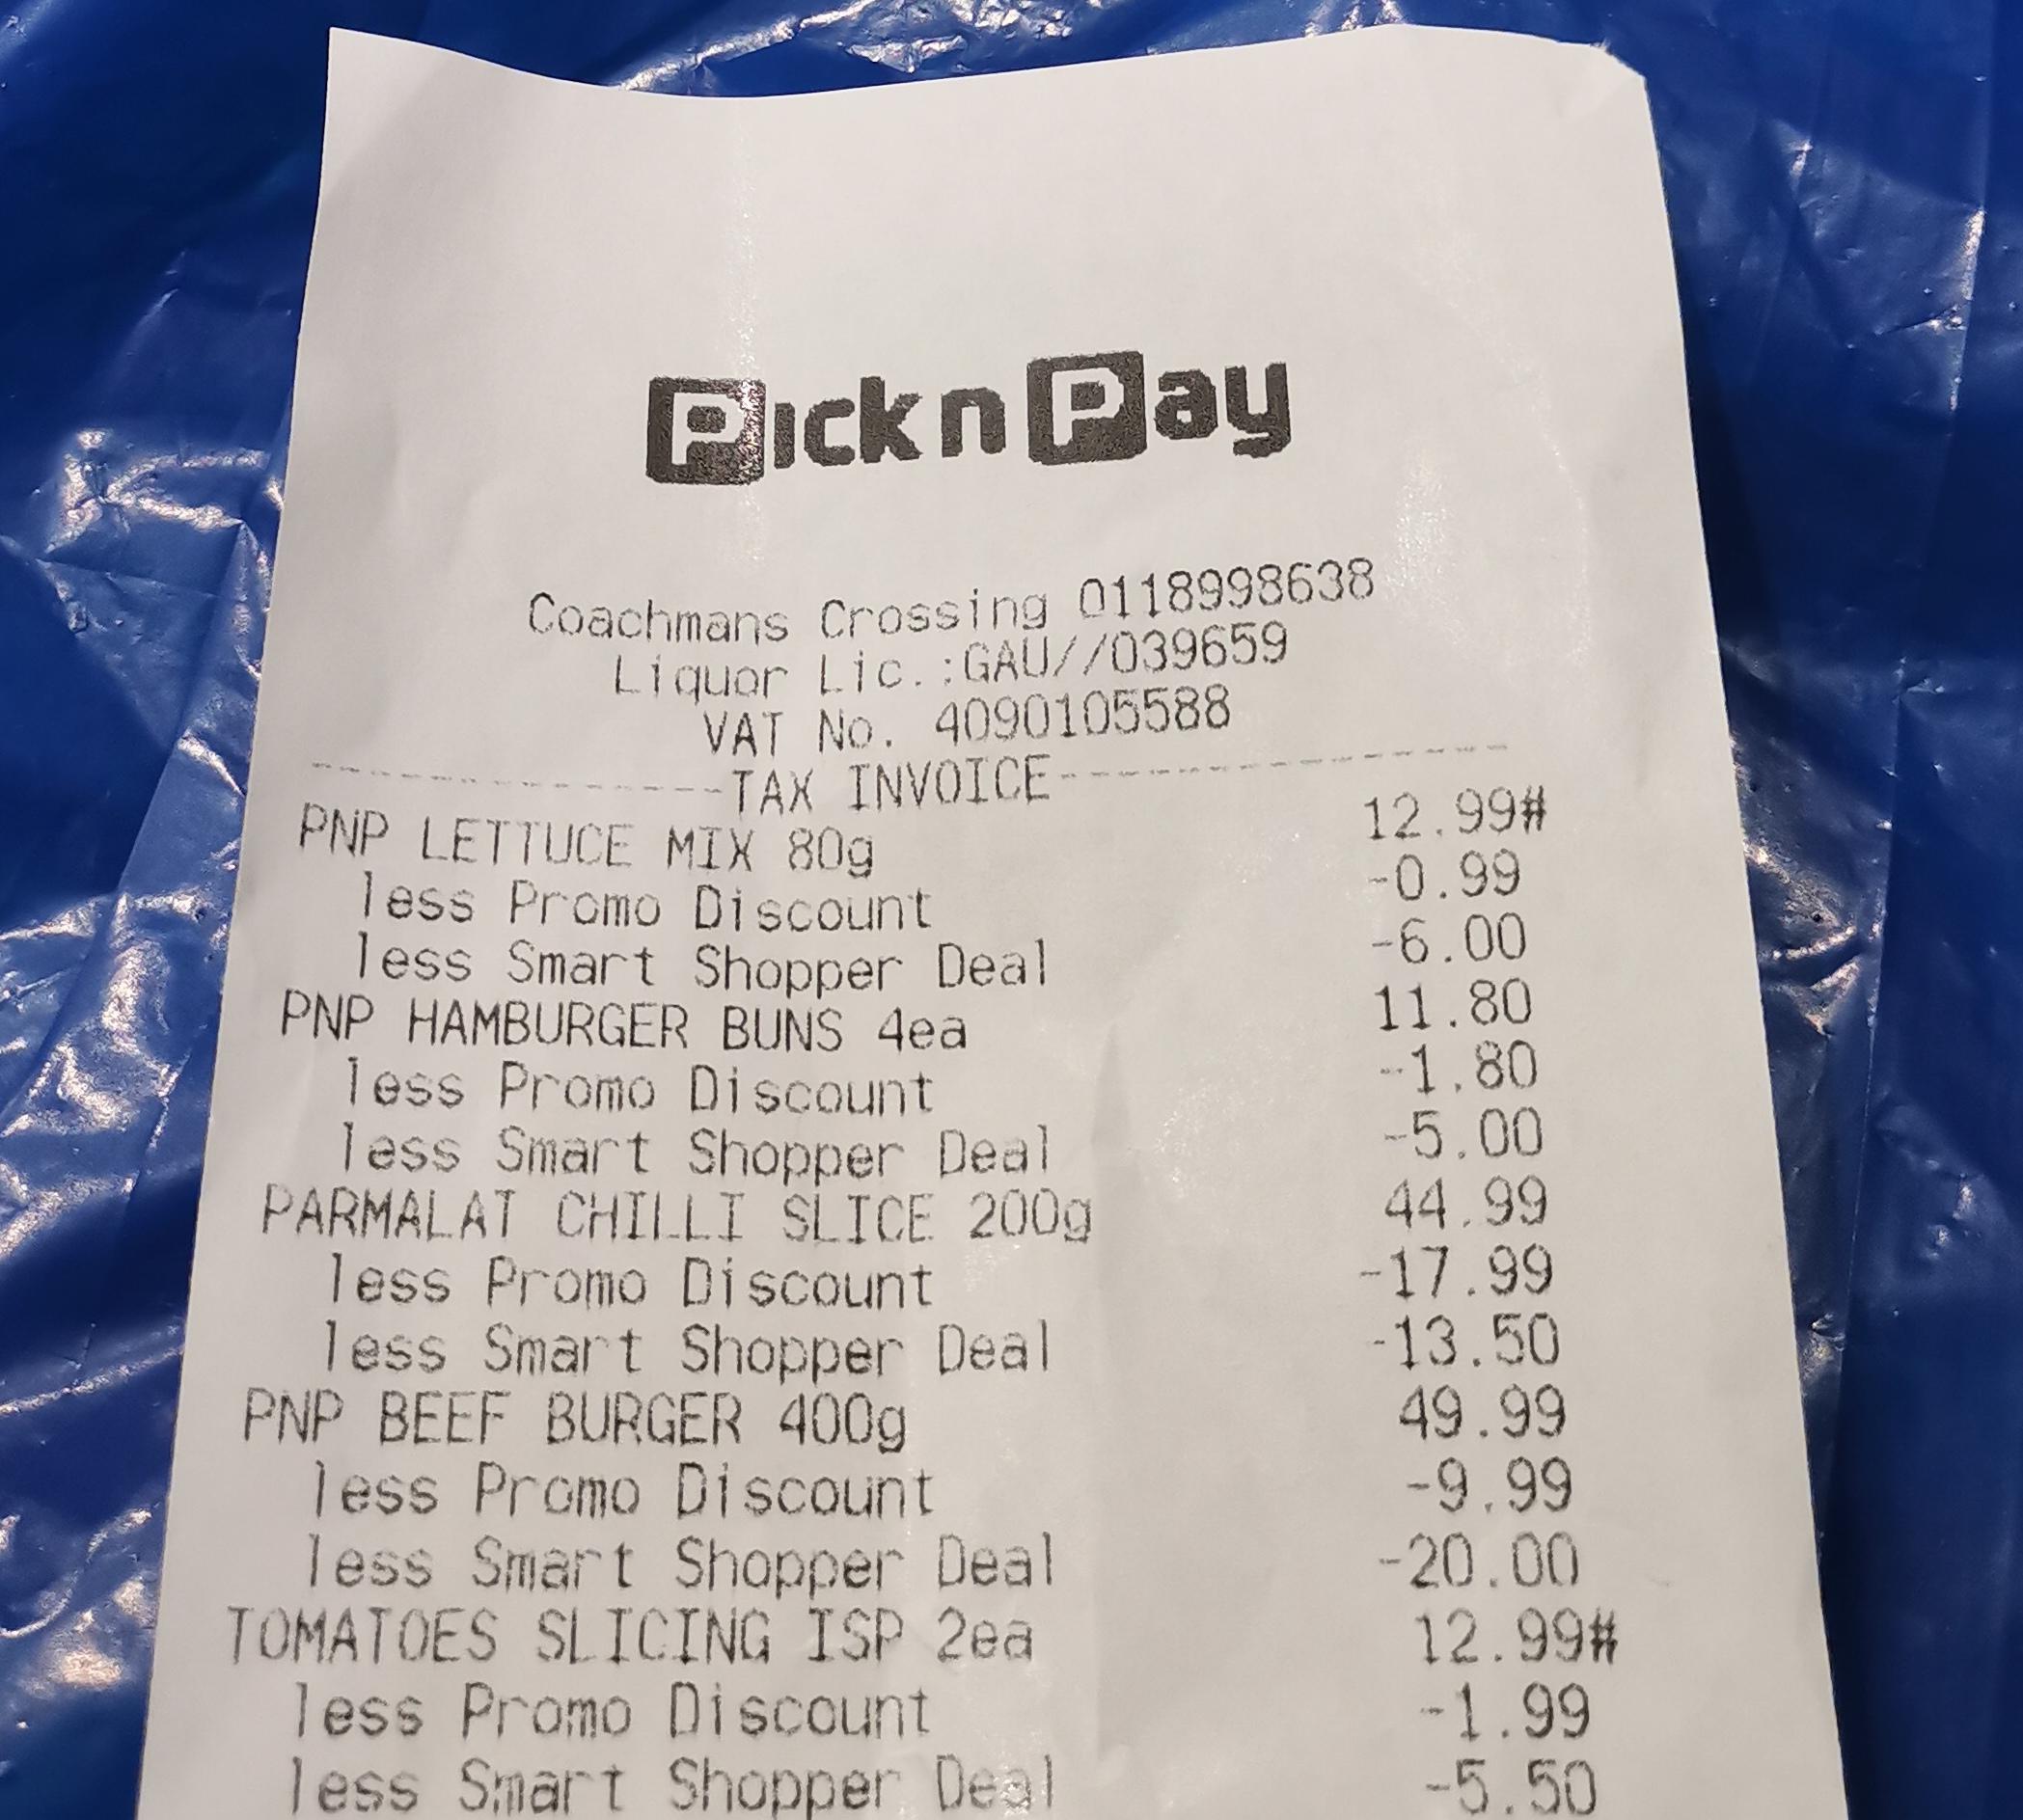 Pick n Pay
Coachmans Crossing 0118998638
Liquor Lic.:GAU//039659
VAT No. 4090105588
------------TAX INVOICE-------------
PNP LETTUCE MIX 80g 12.99#
less Promo Discount -0.99
less Smart Shopper Deal -6.00
PNP HAMBURGER BUNS 4ea 11.80
less Promo Discount -1.80
less Smart Shopper Deal -5.00
PARMALAT CHILLI SLICE 200g 44.99
less Promo Discount -17.99
less Smart Shopper Deal -13.50
PNP BEEF BURGER 400g 49.99
less Promo Discount -9.99
less Smart Shopper Deal -20.00
TOMATOES SLICING ISP 2ea 12.99#
less Promo Discount -1.99
less Smart Shopper Deal -5.50